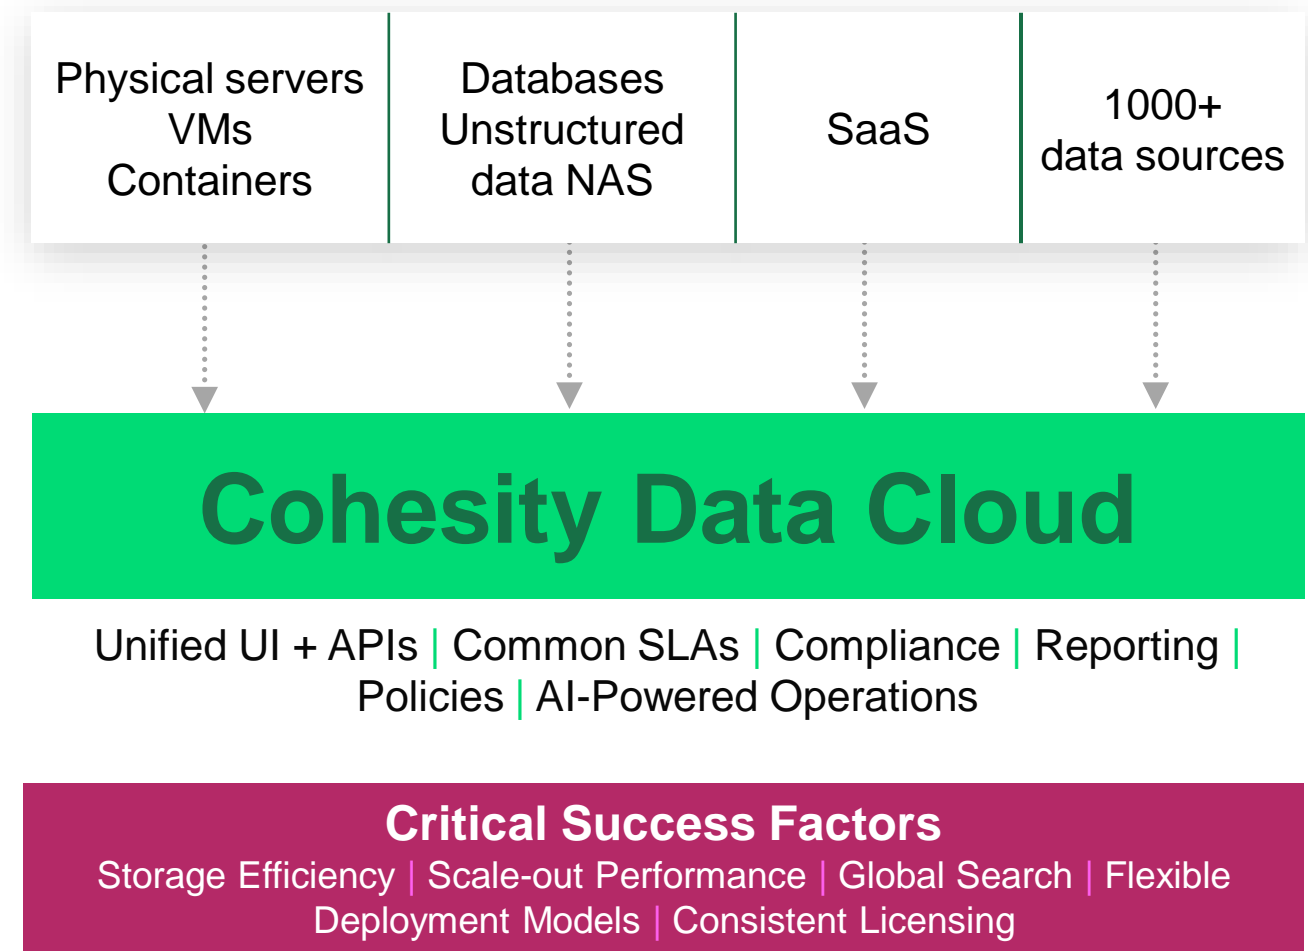 Physical servers
VMs
Containers
Databases
Unstructured
data NAS
SaaS
1000+
data sources
Cohesity Data Cloud
Unified UI + APIs | Common SLAs | Compliance | Reporting |
Policies | AI-Powered Operations
Critical Success Factors
Storage Efficiency | Scale-out Performance | Global Search | Flexible
Deployment Models | Consistent Licensing